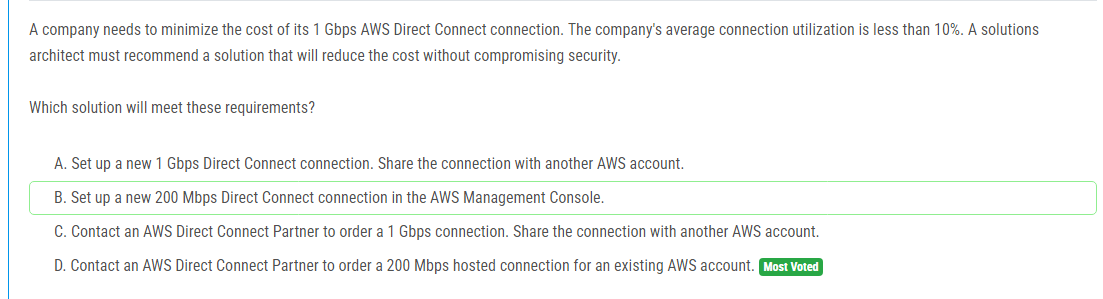 A company needs to minimize the cost of its 1 Gbps AWS Direct Connect connection. The company's average connection utilization is less than 10%. A solutions
architect must recommend a solution that will reduce the cost without compromising security.
Which solution will meet these requirements?
A. Set up a new 1 Gbps Direct Connect connection. Share the connection with another AWS account.
B. Set up a new 200 Mbps Direct Connect connection in the AWS Management Console.
C. Contact an AWS Direct Connect Partner to order a 1 Gbps connection. Share the connection with another AWS account.
D. Contact an AWS Direct Connect Partner to order a 200 Mbps hosted connection for an existing AWS account. Most Voted